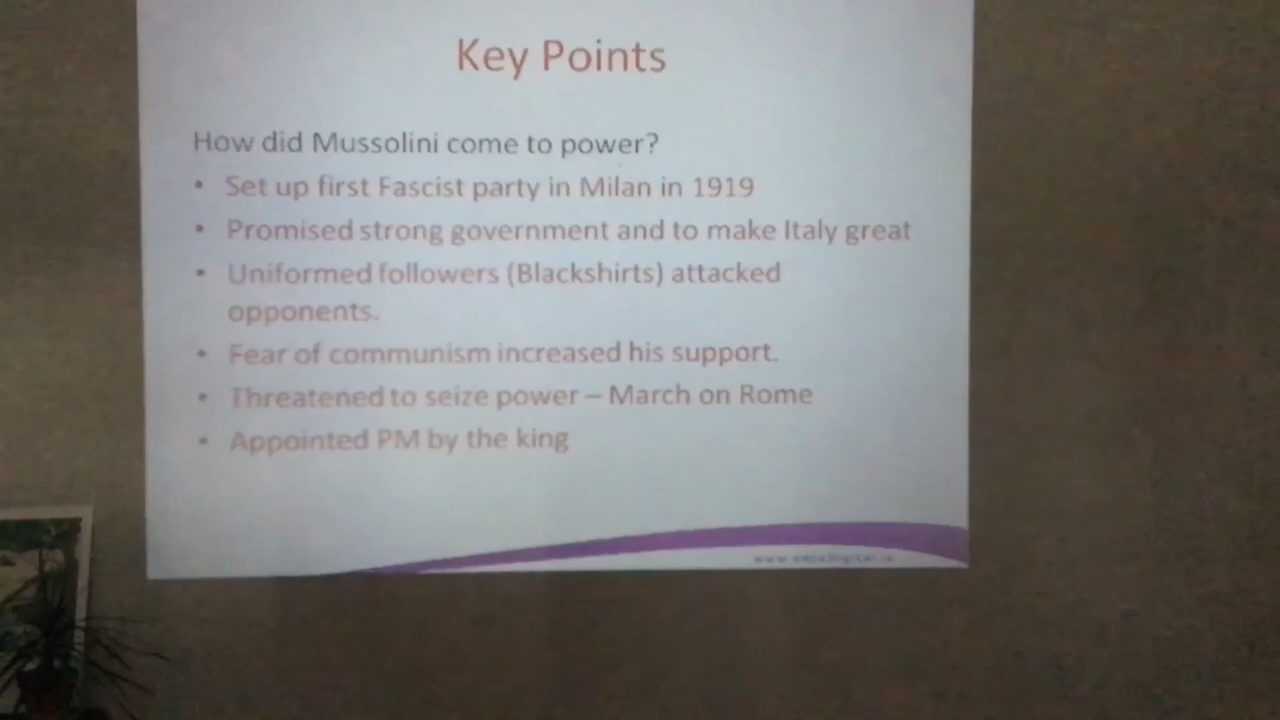 Key Points
How did Mussolini come to power?
• Set up first Fascist party in Milan in 1919
• Promised strong government and to make Italy great
• Uniformed followers (Blackshirts) attacked
opponents.
• Fear of communism increased his support.
• Threatened to seize power – March on Rome
• Appointed PM by the king